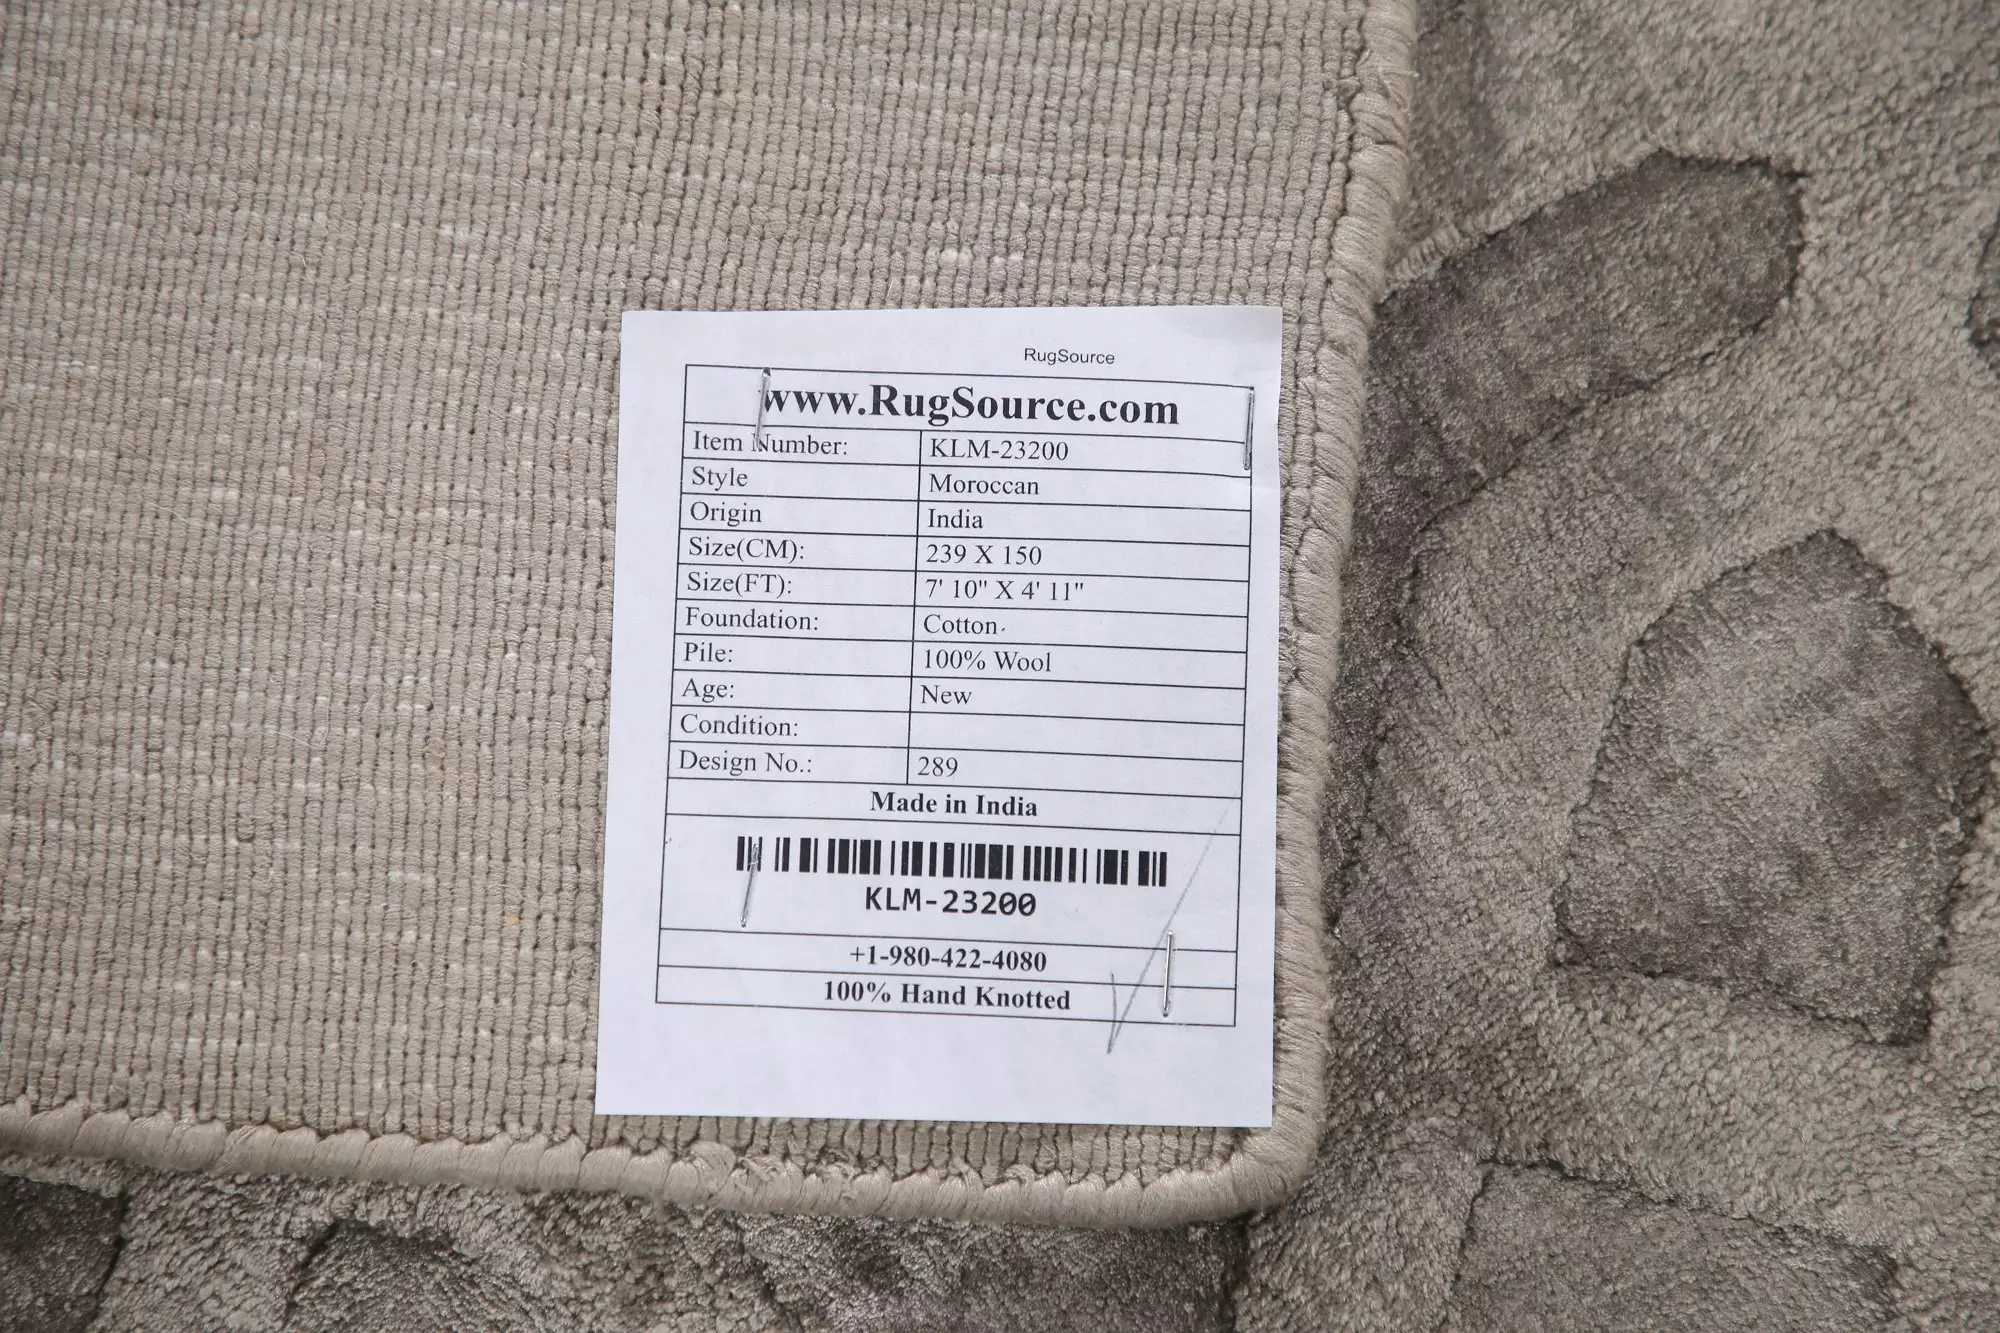 RugSource
www.RugSource.com
Item Number: KLM-23200
Style Moroccan
Origin India
Size(CM): 239 X 150
Size(FT): 7' 10" X 4' 11"
Foundation: Cotton
Pile: 100% Wool
Age: New
Condition:
Design No.: 289
Made in India
KLM-23200
+1-980-422-4080
100% Hand Knotted